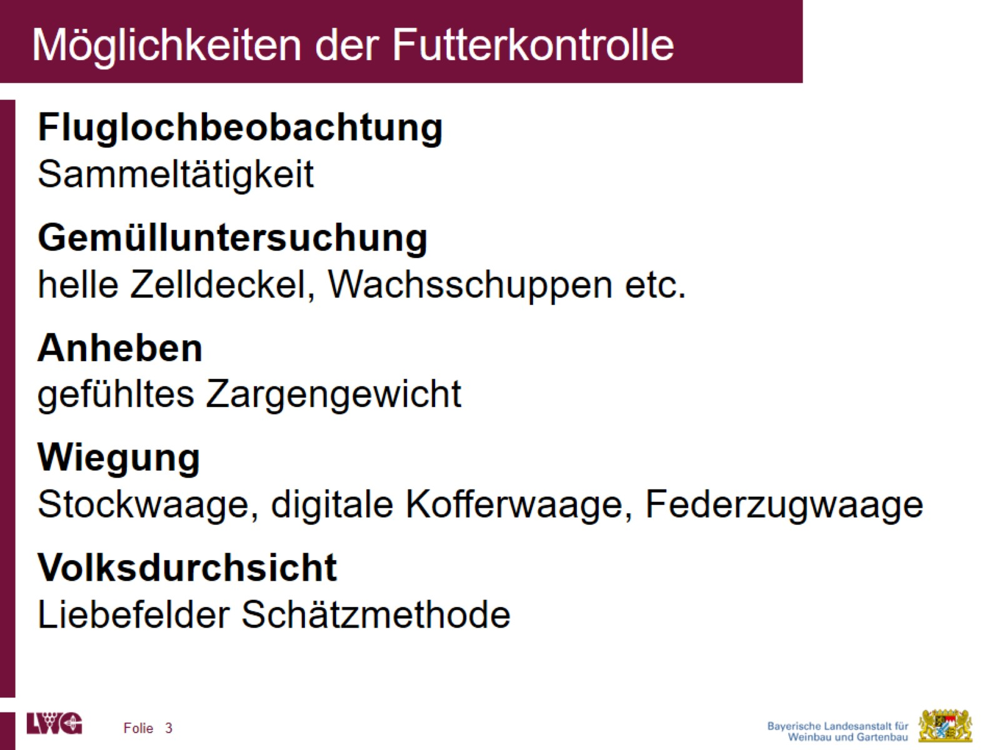 Möglichkeiten der Futterkontrolle
Fluglochbeobachtung
Sammeltätigkeit
Gemülluntersuchung
helle Zelldeckel, Wachsschuppen etc.
Anheben
gefühltes Zargengewicht
Wiegung
Stockwaage, digitale Kofferwaage, Federzugwaage
Volksdurchsicht
Liebefelder Schätzmethode
LWG
Folie 3
Bayerische Landesanstalt für
Weinbau und Gartenbau